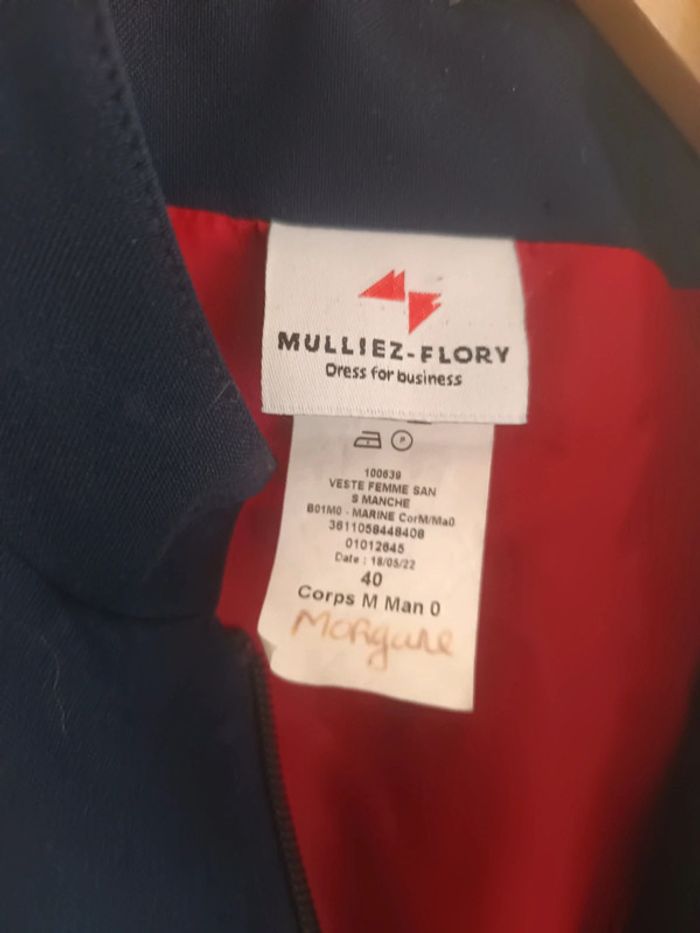 MULLIEZ-FLORY
Dress for business
P
100639
VESTE FEMME SAN
S MANCHE
B01M0 - MARINE CorM/Ma0
3611058448408
01012645
Date : 18/05/22
40
Corps M Man 0
Morgane